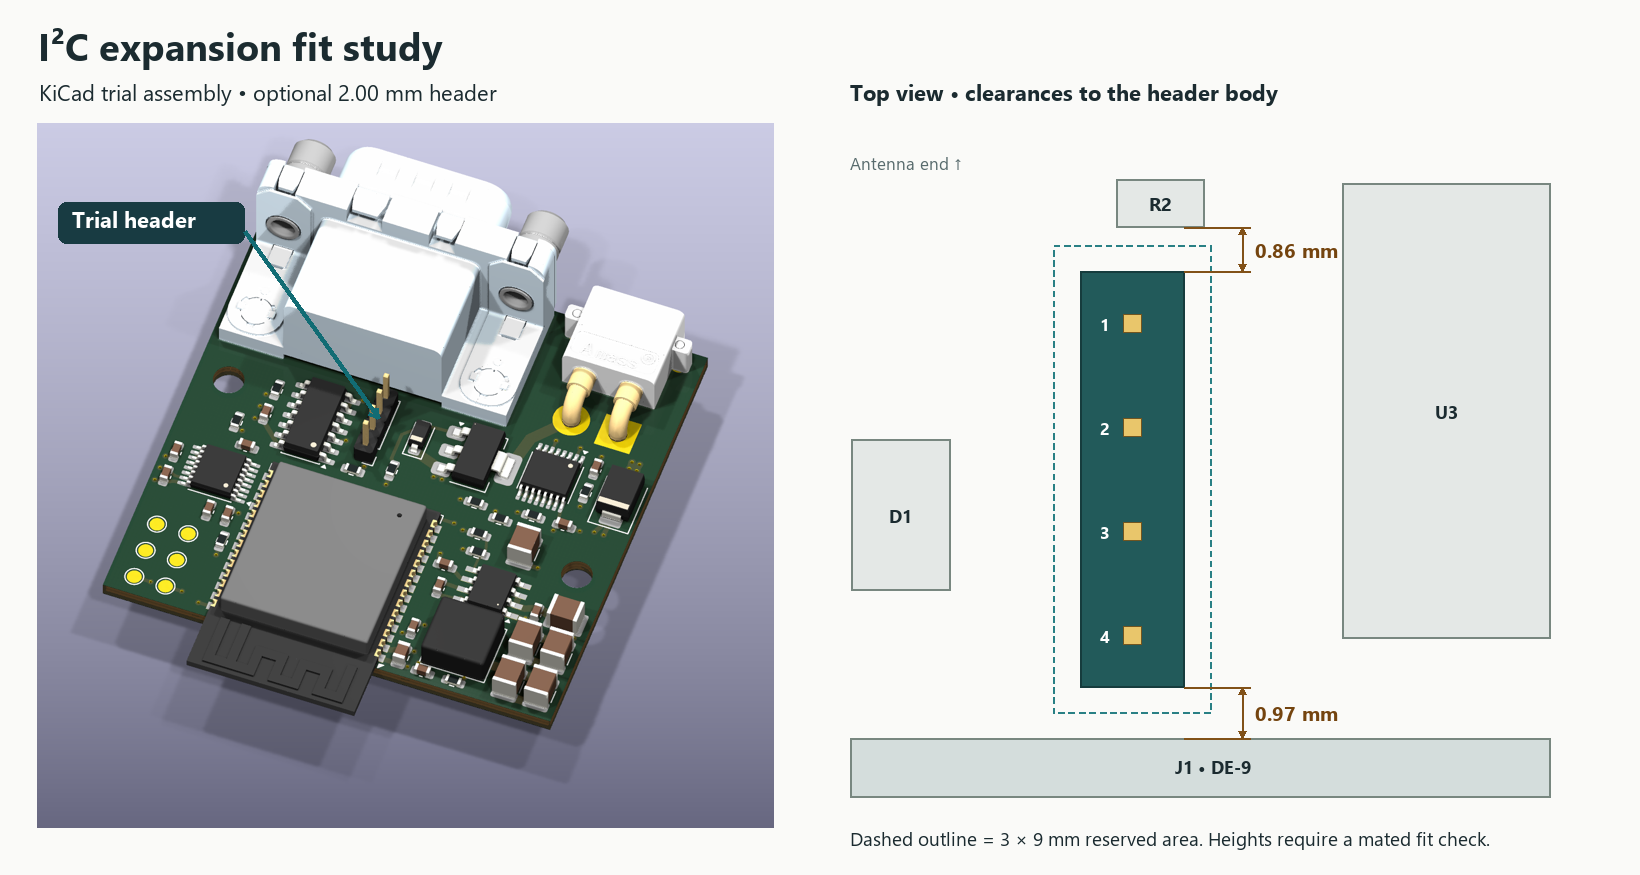 I²C expansion fit study
KiCad trial assembly • optional 2.00 mm header
Trial header
Top view • clearances to the header body
Antenna end ↑
R2
0.86 mm
1
2
3
4
U3
D1
0.97 mm
J1 • DE-9
Dashed outline = 3 × 9 mm reserved area. Heights require a mated fit check.